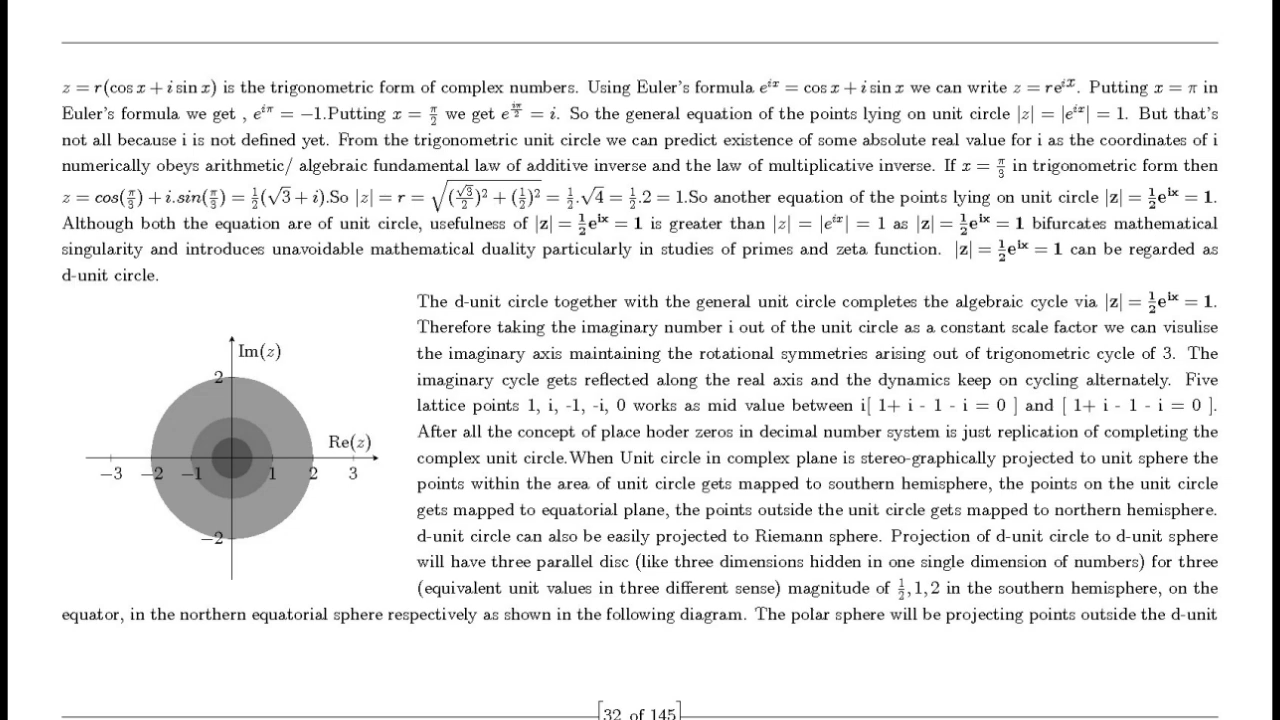 z = r(cos x + i sin x) is the trigonometric form of complex numbers. Using Euler's formula e^{ix} = cos x + i sin x we can write z = re^{ix}. Putting x = π in
Euler's formula we get , e^{iπ} = −1.Putting x = π/2 we get e^{iπ/2} = i. So the general equation of the points lying on unit circle |z| = |e^{ix}| = 1. But that's
not all because i is not defined yet. From the trigonometric unit circle we can predict existence of some absolute real value for i as the coordinates of i
numerically obeys arithmetic/ algebraic fundamental law of additive inverse and the law of multiplicative inverse. If x = π/3 in trigonometric form then
z = cos(π/3) + i.sin(π/3) = 1/2(√3 + i).So |z| = r = √((√3/2)2 + (1/2)2 = 1/2.√4 = 1/2.2 = 1.So another equation of the points lying on unit circle |z| = 1/2e^{ix} = 1.
Although both the equation are of unit circle, usefulness of |z| = 1/2e^{ix} = 1 is greater than |z| = |e^{ix}| = 1 as |z| = 1/2e^{ix} = 1 bifurcates mathematical
singularity and introduces unavoidable mathematical duality particularly in studies of primes and zeta function. |z| = 1/2e^{ix} = 1 can be regarded as
d-unit circle.
The d-unit circle together with the general unit circle completes the algebraic cycle via |z| = 1/2e^{ix} = 1.
Therefore taking the imaginary number i out of the unit circle as a constant scale factor we can visulise
the imaginary axis maintaining the rotational symmetries arising out of trigonometric cycle of 3. The
imaginary cycle gets reflected along the real axis and the dynamics keep on cycling alternately. Five
lattice points 1, i, -1, -i, 0 works as mid value between i[ 1+ i - 1 - i = 0 ] and [ 1+ i - 1 - i = 0 ].
After all the concept of place hoder zeros in decimal number system is just replication of completing the
complex unit circle.When Unit circle in complex plane is stereo-graphically projected to unit sphere the
points within the area of unit circle gets mapped to southern hemisphere, the points on the unit circle
gets mapped to equatorial plane, the points outside the unit circle gets mapped to northern hemisphere.
d-unit circle can also be easily projected to Riemann sphere. Projection of d-unit circle to d-unit sphere
will have three parallel disc (like three dimensions hidden in one single dimension of numbers) for three
(equivalent unit values in three different sense) magnitude of 1/2, 1, 2 in the southern hemisphere, on the
equator, in the northern equatorial sphere respectively as shown in the following diagram. The polar sphere will be projecting points outside the d-unit
Im(z)
2
Re(z)
−3 −2 −1 1 2 3
−2
[32 of 145]